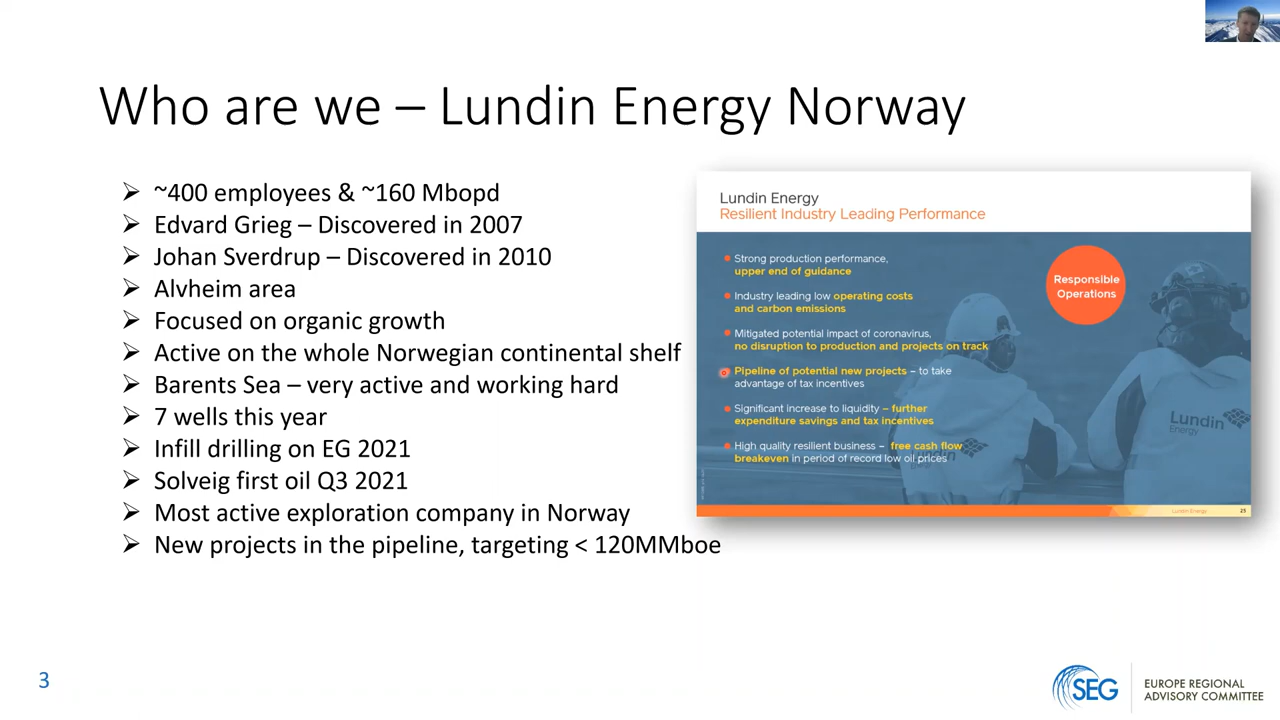 Who are we – Lundin Energy Norway
~400 employees & ~160 Mbopd
Edvard Grieg – Discovered in 2007
Johan Sverdrup – Discovered in 2010
Alvheim area
Focused on organic growth
Active on the whole Norwegian continental shelf
Barents Sea – very active and working hard
7 wells this year
Infill drilling on EG 2021
Solveig first oil Q3 2021
Most active exploration company in Norway
New projects in the pipeline, targeting < 120MMboe
Lundin Energy
Resilient Industry Leading Performance
Strong production performance,
upper end of guidance
Industry leading low operating costs
and carbon emissions
Mitigated potential impact of coronavirus,
no disruption to production and projects on track
Pipeline of potential new projects – to take
advantage of tax incentives
Significant increase to liquidity – further
expenditure savings and tax incentives
High quality resilient business – free cash flow
breakeven in period of record low oil prices
Responsible
Operations
Lundin
Energy
Lundin Energy
23
3
SEG
EUROPE REGIONAL
ADVISORY COMMITTEE